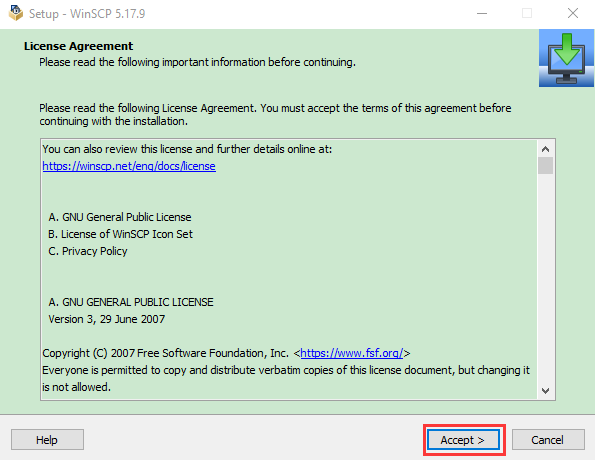 Setup - WinSCP 5.17.9
License Agreement
Please read the following important information before continuing.
Please read the following License Agreement. You must accept the terms of this agreement before
continuing with the installation.
You can also review this license and further details online at:
https://winscp.net/eng/docs/license
A. GNU General Public License
B. License of WinSCP Icon Set
C. Privacy Policy
A. GNU GENERAL PUBLIC LICENSE
Version 3, 29 June 2007
Copyright (C) 2007 Free Software Foundation, Inc. <https://www.fsf.org/>
Everyone is permitted to copy and distribute verbatim copies of this license document, but changing it
is not allowed.
Help
Accept >
Cancel